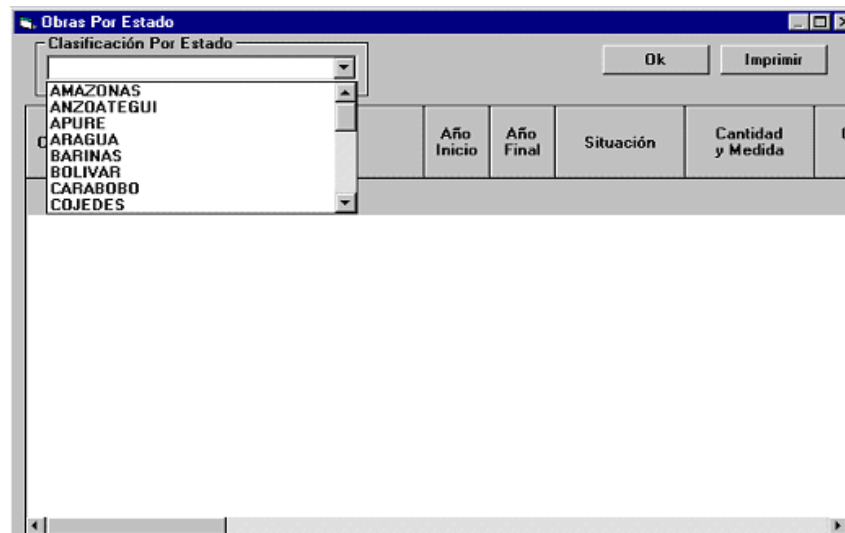 Obras Por Estado
Clasificación Por Estado
Ok
Imprimir
AMAZONAS
ANZOATEGUI
APURE
ARAGUA
BARINAS
BOLIVAR
CARABOBO
COJEDES
Año
Inicio
Año
Final
Situación
Cantidad
y Medida